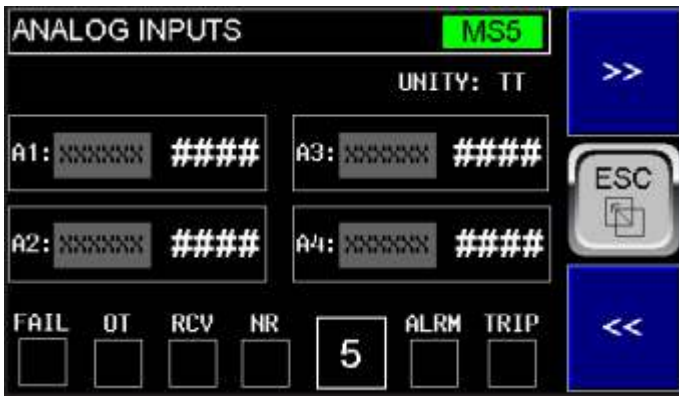 ANALOG INPUTS MS5
>>
UNITY: TT
A1: XXXXXX #### A3: XXXXXX ####
ESC
A2: XXXXXX #### A4: XXXXXX ####
FAIL OT RCV NR ALRM TRIP
5
<<